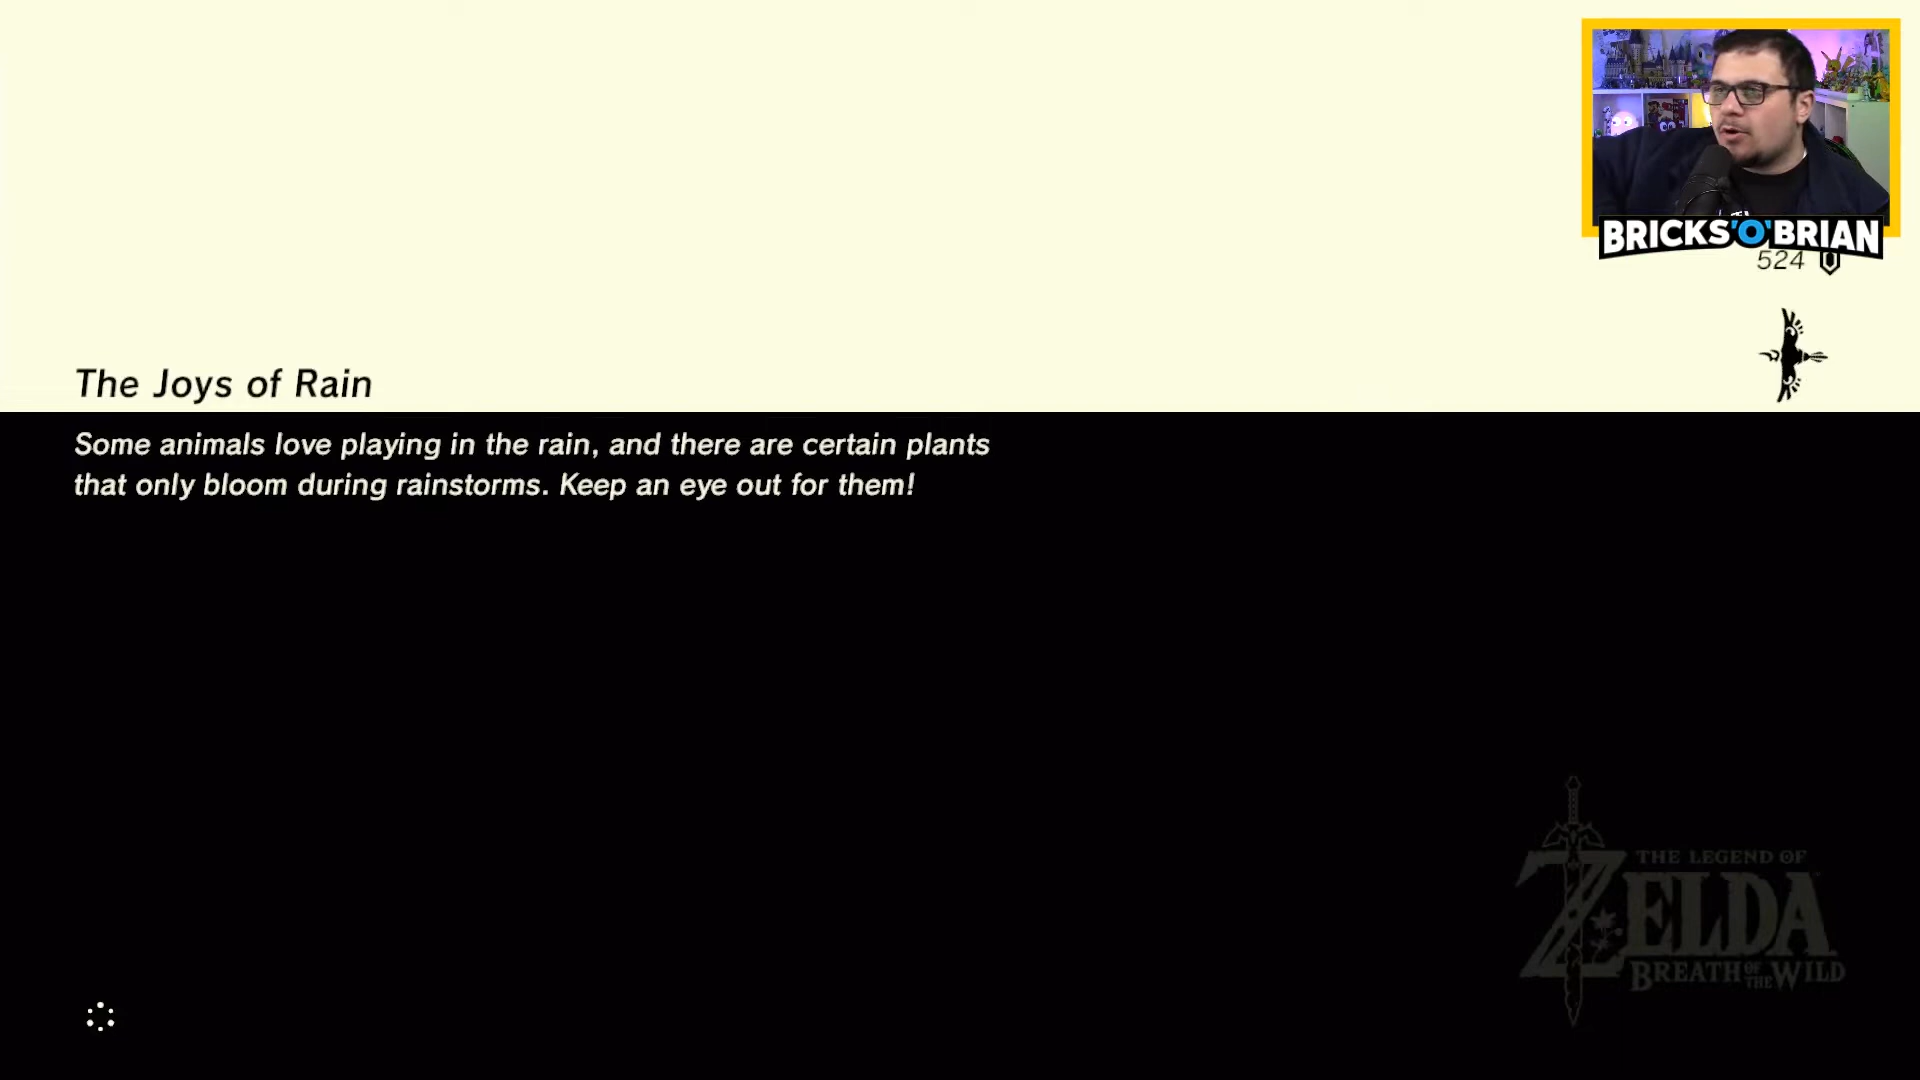 BRICKS'O'BRIAN
524
The Joys of Rain
Some animals love playing in the rain, and there are certain plants
that only bloom during rainstorms. Keep an eye out for them!
THE LEGEND OF
ZELDA
BREATH OF THE WILD